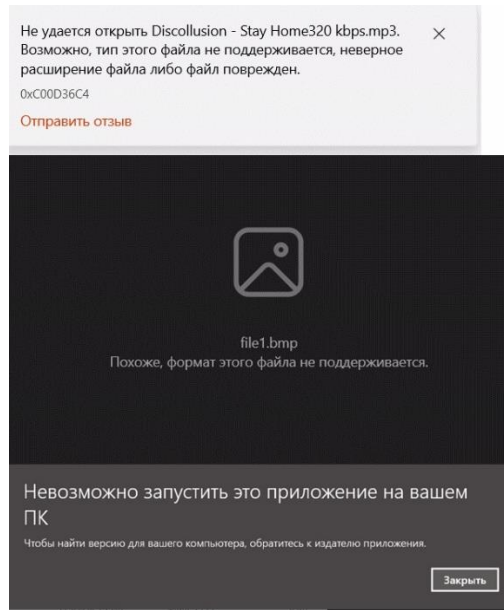 Не удается открыть Discollusion - Stay Home320 kbps.mp3.
Возможно, тип этого файла не поддерживается, неверное
расширение файла либо файл поврежден.
0xC00D36C4
Отправить отзыв
file1.bmp
Похоже, формат этого файла не поддерживается.
Невозможно запустить это приложение на вашем
ПК
Чтобы найти версию для вашего компьютера, обратитесь к издателю приложения.
Закрыть